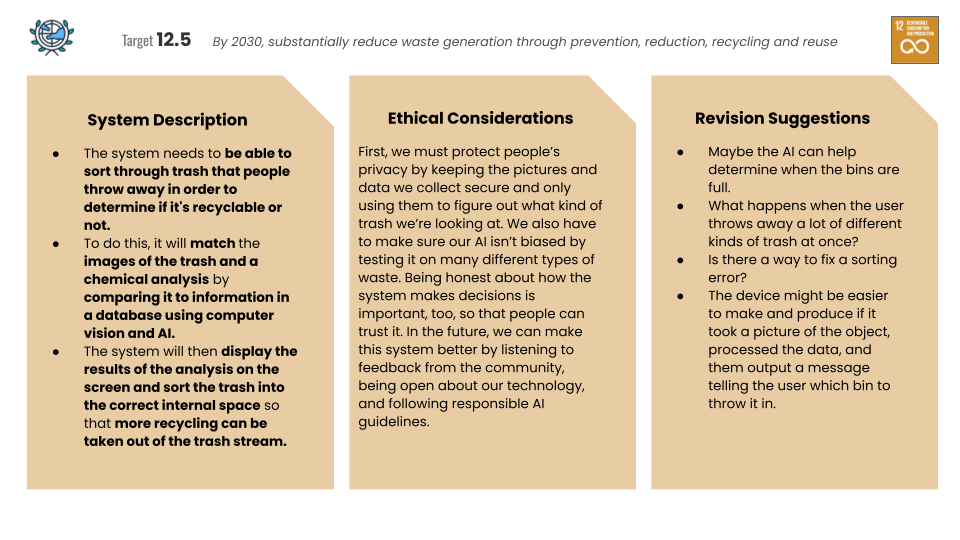 Target 12.5
By 2030, substantially reduce waste generation through prevention, reduction, recycling and reuse
12 RESPONSIBLE
CONSUMPTION
AND PRODUCTION
System Description
● The system needs to be able to
sort through trash that people
throw away in order to
determine if it's recyclable or
not.
● To do this, it will match the
images of the trash and a
chemical analysis by
comparing it to information in
a database using computer
vision and AI.
● The system will then display the
results of the analysis on the
screen and sort the trash into
the correct internal space so
that more recycling can be
taken out of the trash stream.
Ethical Considerations
First, we must protect people's
privacy by keeping the pictures and
data we collect secure and only
using them to figure out what kind of
trash we're looking at. We also have
to make sure our AI isn't biased by
testing it on many different types of
waste. Being honest about how the
system makes decisions is
important, too, so that people can
trust it. In the future, we can make
this system better by listening to
feedback from the community,
being open about our technology,
and following responsible AI
guidelines.
Revision Suggestions
● Maybe the AI can help
determine when the bins are
full.
● What happens when the user
throws away a lot of different
kinds of trash at once?
● Is there a way to fix a sorting
error?
● The device might be easier
to make and produce if it
took a picture of the object,
processed the data, and
them output a message
telling the user which bin to
throw it in.